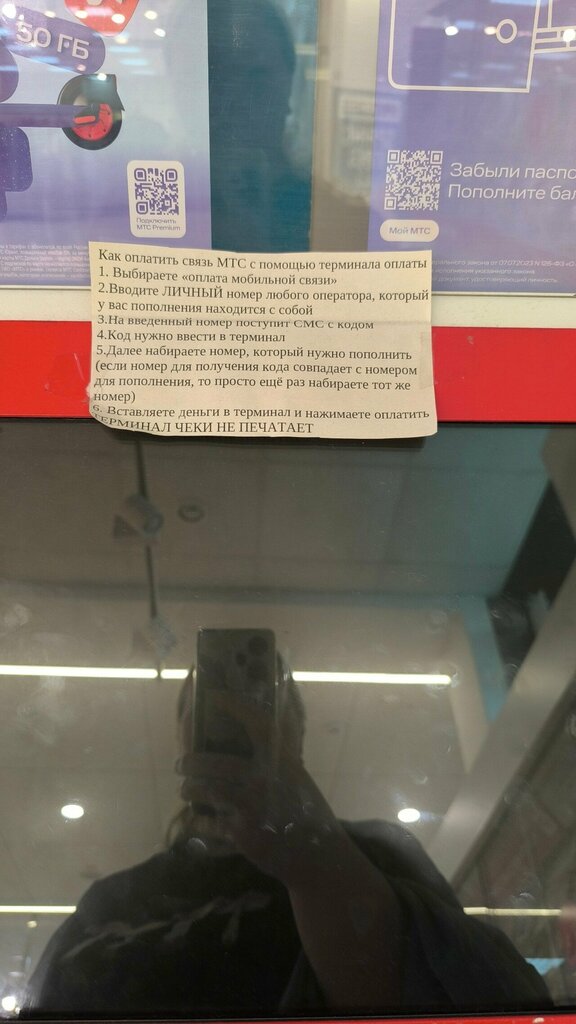 50 ГБ
Подключить
МТС Premium
Забыли паспо
Пополните бал
Мой МТС
Как оплатить связь МТС с помощью терминала оплаты
1. Выбираете «оплата мобильной связи»
2.Вводите ЛИЧНЫЙ номер любого оператора, который
у вас пополнения находится с собой
3.На введенный номер поступит СМС с кодом
4.Код нужно ввести в терминал
5.Далее набираете номер, который нужно пополнить
(если номер для получения кода совпадает с номером
для пополнения, то просто ещё раз набираете тот же
номер)
6. Вставляете деньги в терминал и нажимаете оплатить
ТЕРМИНАЛ ЧЕКИ НЕ ПЕЧАТАЕТ